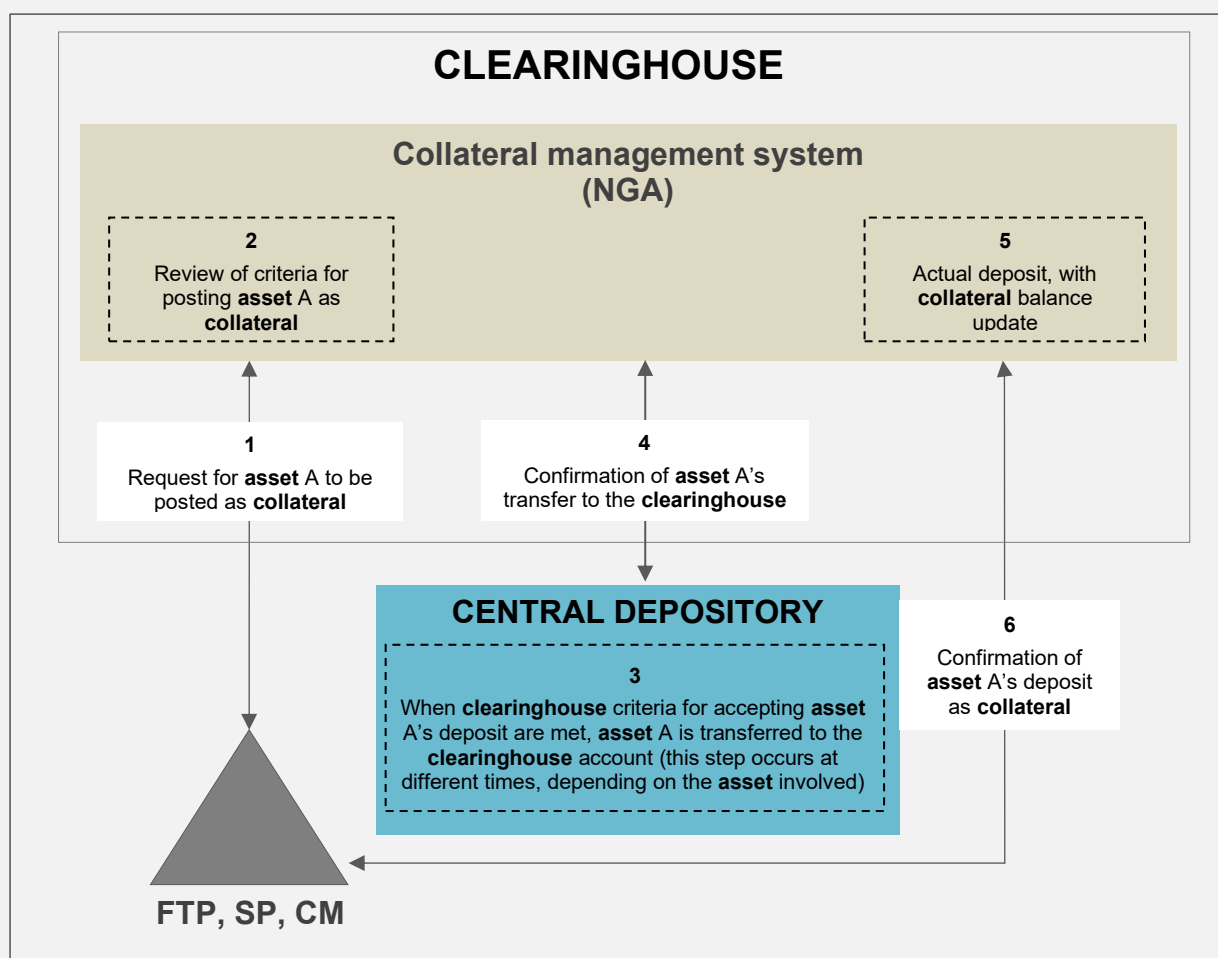 CLEARINGHOUSE
Collateral management system
(NGA)
2
Review of criteria for
posting asset A as
collateral
5
Actual deposit, with
collateral balance
update
1
Request for asset A to be
posted as collateral
4
Confirmation of asset A's
transfer to the clearinghouse
CENTRAL DEPOSITORY
3
When clearinghouse criteria for accepting asset
A's deposit are met, asset A is transferred to the
clearinghouse account (this step occurs at
different times, depending on the asset involved)
6
Confirmation of
asset A's deposit
as collateral
FTP, SP, CM